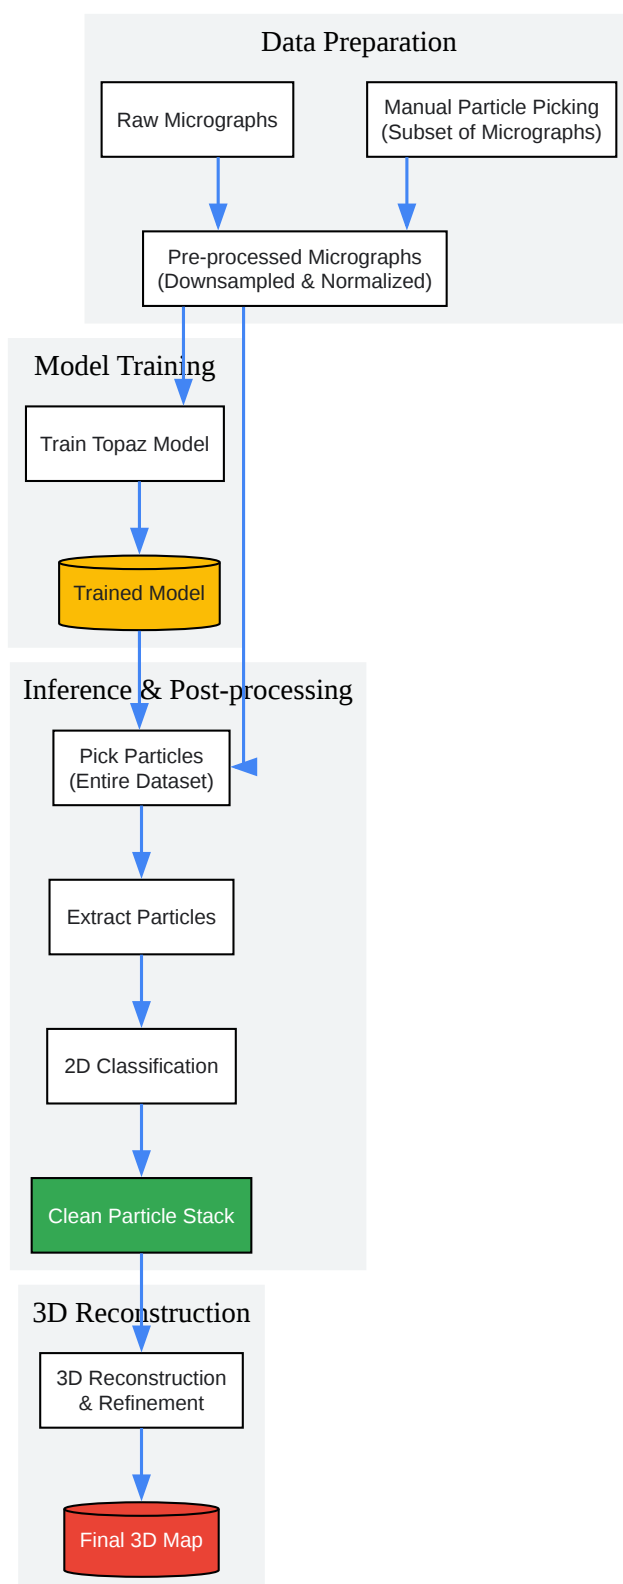 Data Preparation
Raw Micrographs
Manual Particle Picking
(Subset of Micrographs)
Pre-processed Micrographs
(Downsampled & Normalized)
Model Training
Train Topaz Model
Trained Model
Inference & Post-processing
Pick Particles
(Entire Dataset)
Extract Particles
2D Classification
Clean Particle Stack
3D Reconstruction
3D Reconstruction
& Refinement
Final 3D Map